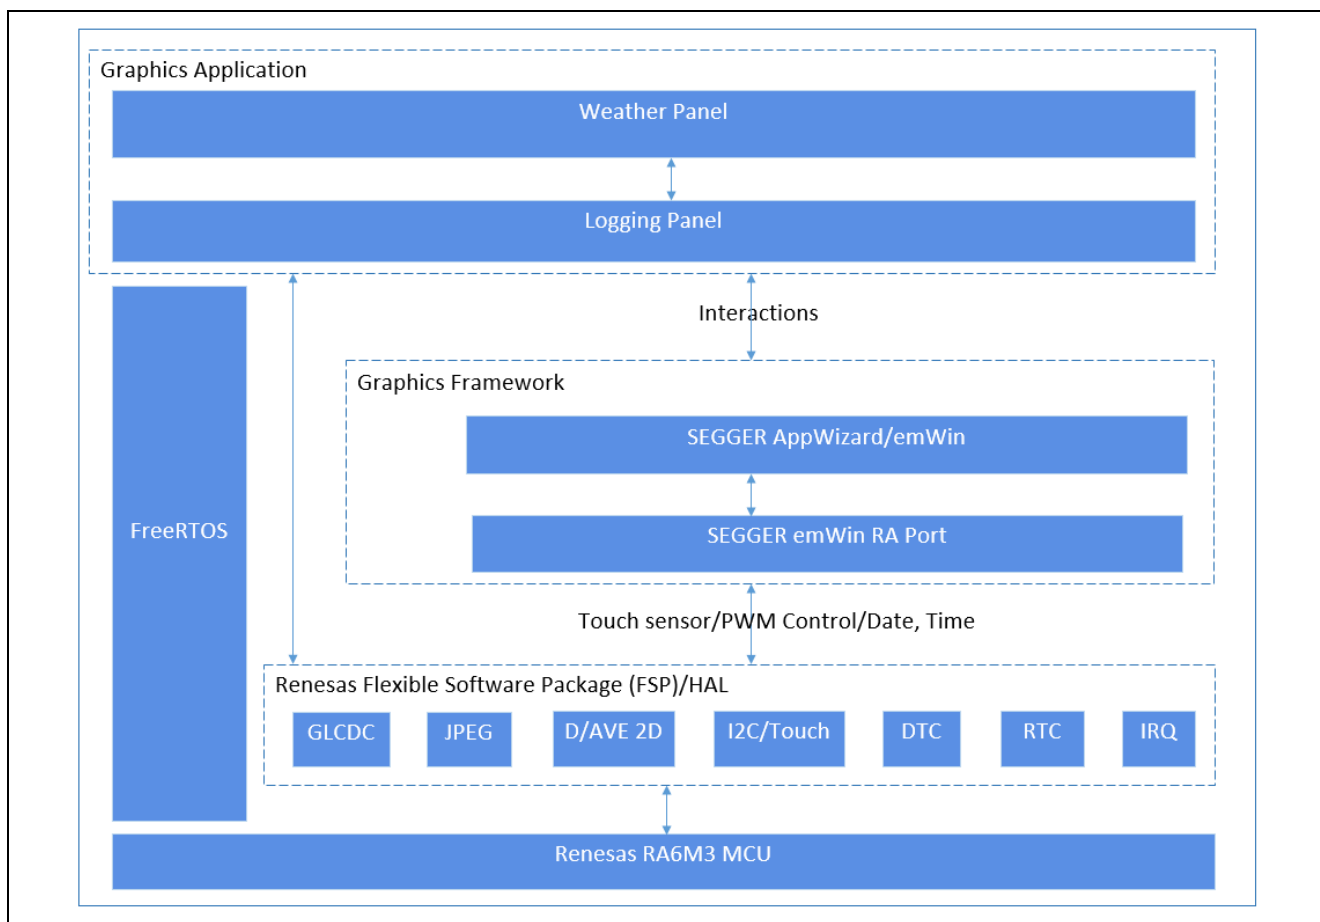 Graphics Application
Weather Panel
Logging Panel
Interactions
Graphics Framework
SEGGER AppWizard/emWin
FreeRTOS
SEGGER emWin RA Port
Touch sensor/PWM Control/Date, Time
Renesas Flexible Software Package (FSP)/HAL
GLCDC
JPEG
D/AVE 2D
I2C/Touch
DTC
RTC
IRQ
Renesas RA6M3 MCU